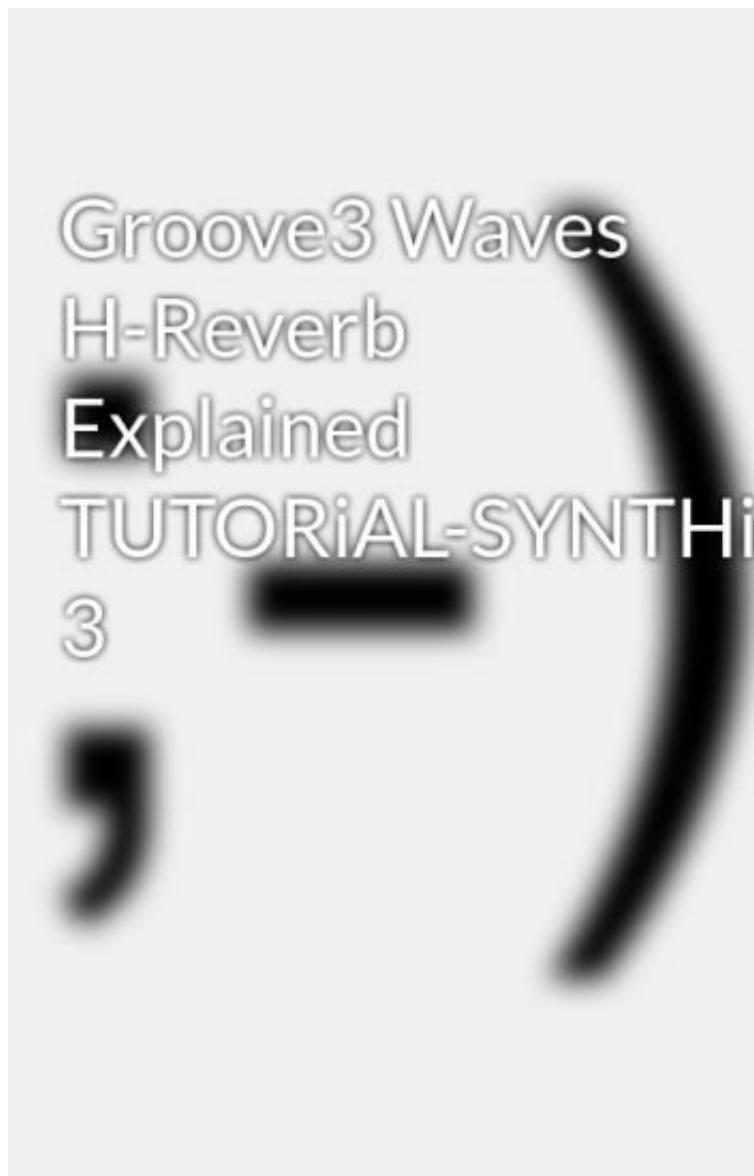 Groove3 Waves
H-Reverb
Explained
TUTORiAL-SYNTHi
3
;-)